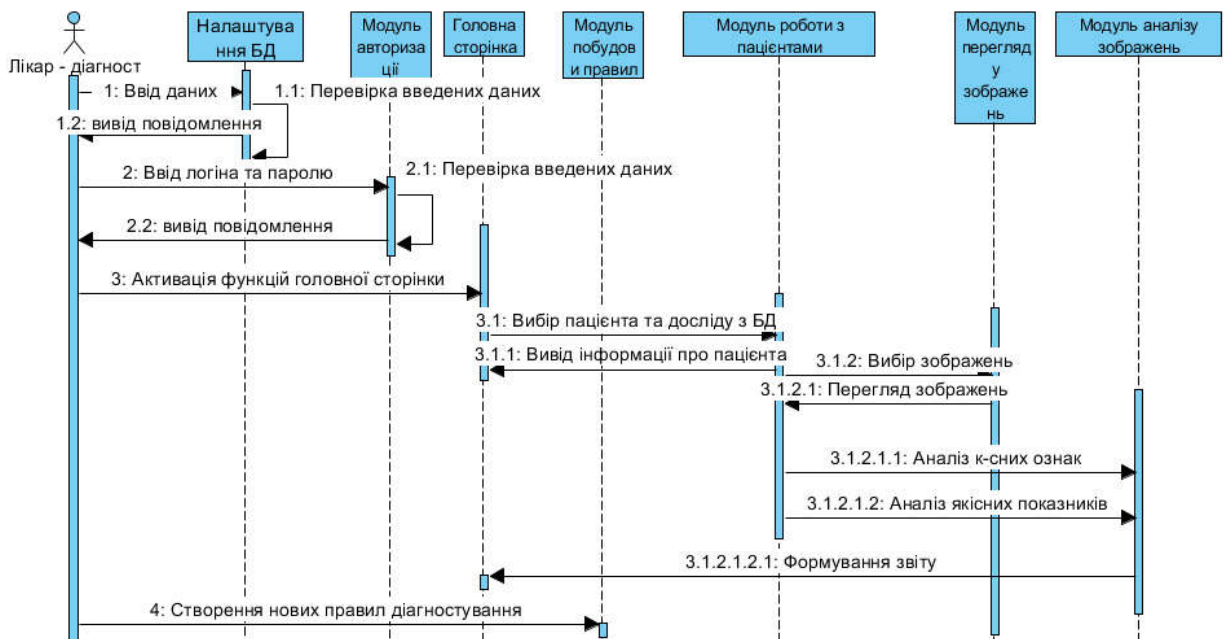 Лікар - діагност
Налаштува
ння БД
Модуль
авториза
ції
Головна
сторінка
Модуль
побудов
и правил
Модуль роботи з
пацієнтами
Модуль
перегляд
у
зображе
нь
Модуль аналізу
зображень
1: Ввід даних
1.1: Перевірка введених даних
1.2: вивід повідомлення
2: Ввід логіна та паролю
2.1: Перевірка введених даних
2.2: вивід повідомлення
3: Активація функцій головної сторінки
3.1: Вибір пацієнта та досліду з БД
3.1.1: Вивід інформації про пацієнта
3.1.2: Вибір зображень
3.1.2.1: Перегляд зображень
3.1.2.1.1: Аналіз к-сних ознак
3.1.2.1.2: Аналіз якісних показників
3.1.2.1.2.1: Формування звіту
4: Створення нових правил діагностування